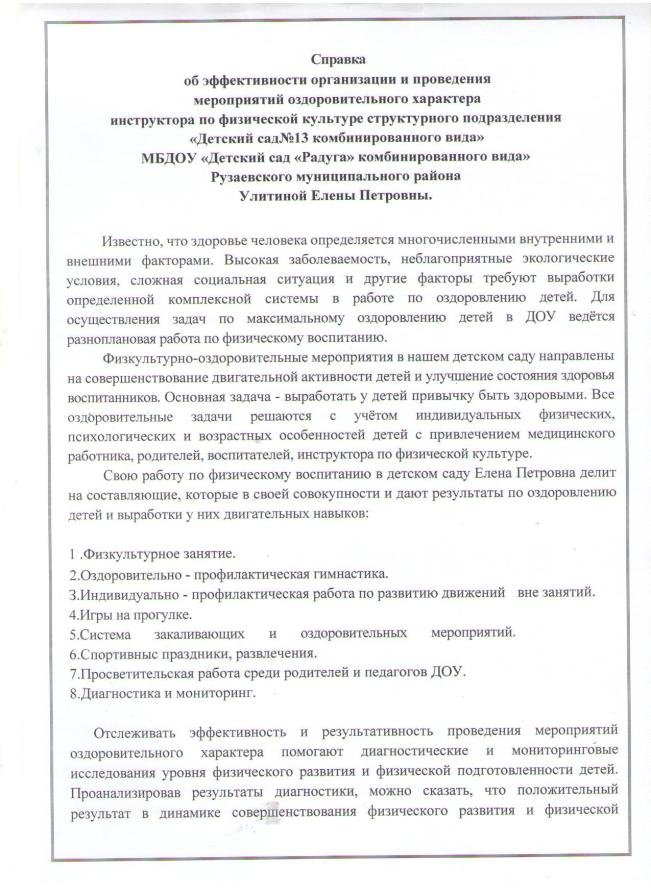 Справка
об эффективности организации и проведения
мероприятий оздоровительного характера
инструктора по физической культуре структурного подразделения
«Детский сад№13 комбинированного вида»
МБДОУ «Детский сад «Радуга» комбинированного вида»
Рузаевского муниципального района
Улитиной Елены Петровны.
Известно, что здоровье человека определяется многочисленными внутренними и
внешними факторами. Высокая заболеваемость, неблагоприятные экологические
условия, сложная социальная ситуация и другие факторы требуют выработки
определенной комплексной системы в работе по оздоровлению детей. Для
осуществления задач по максимальному оздоровлению детей в ДОУ ведётся
разноплановая работа по физическому воспитанию.
Физкультурно-оздоровительные мероприятия в нашем детском саду направлены
на совершенствование двигательной активности детей и улучшение состояния здоровья
воспитанников. Основная задача - выработать у детей привычку быть здоровыми. Все
оздоровительные задачи решаются с учётом индивидуальных физических,
психологических и возрастных особенностей детей с привлечением медицинского
работника, родителей, воспитателей, инструктора по физической культуре.
Свою работу по физическому воспитанию в детском саду Елена Петровна делит
на составляющие, которые в своей совокупности и дают результаты по оздоровлению
детей и выработки у них двигательных навыков:
1 .Физкультурное занятие.
2.Оздоровительно - профилактическая гимнастика.
3.Индивидуально - профилактическая работа по развитию движений вне занятий.
4.Игры на прогулке.
5.Система закаливающих и оздоровительных мероприятий.
6.Спортивные праздники, развлечения.
7.Просветительская работа среди родителей и педагогов ДОУ.
8.Диагностика и мониторинг.
Отслеживать эффективность и результативность проведения мероприятий
оздоровительного характера помогают диагностические и мониторинговые
исследования уровня физического развития и физической подготовленности детей.
Проанализировав результаты диагностики, можно сказать, что положительный
результат в динамике совершенствования физического развития и физической